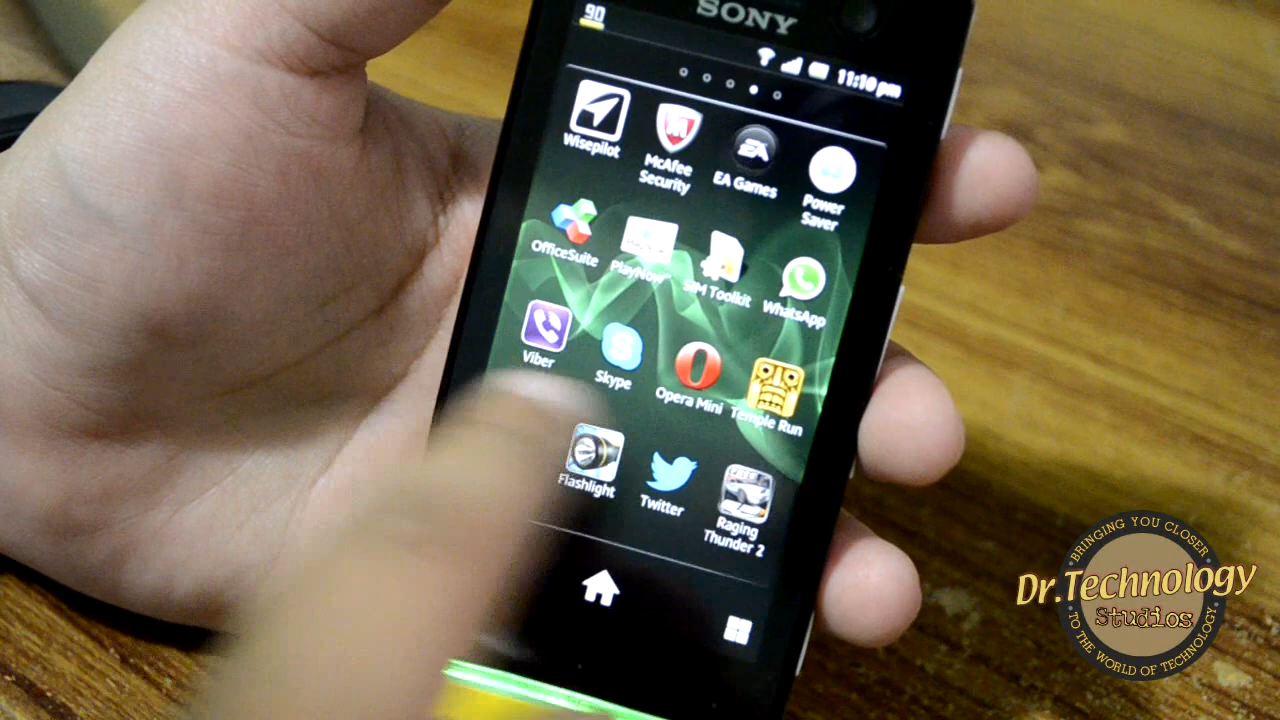 SONY
90
11:10 pm
Wisepilot
McAfee
Security
EA
EA Games
Power
Saver
OfficeSuite
PlayNow™
SIM Toolkit
WhatsApp
Viber
Skype
Opera Mini
Temple Run
Flashlight
Twitter
Raging
Thunder 2
BRINGING YOU CLOSER
Dr.Technology
Studios
TO THE WORLD OF TECHNOLOGY